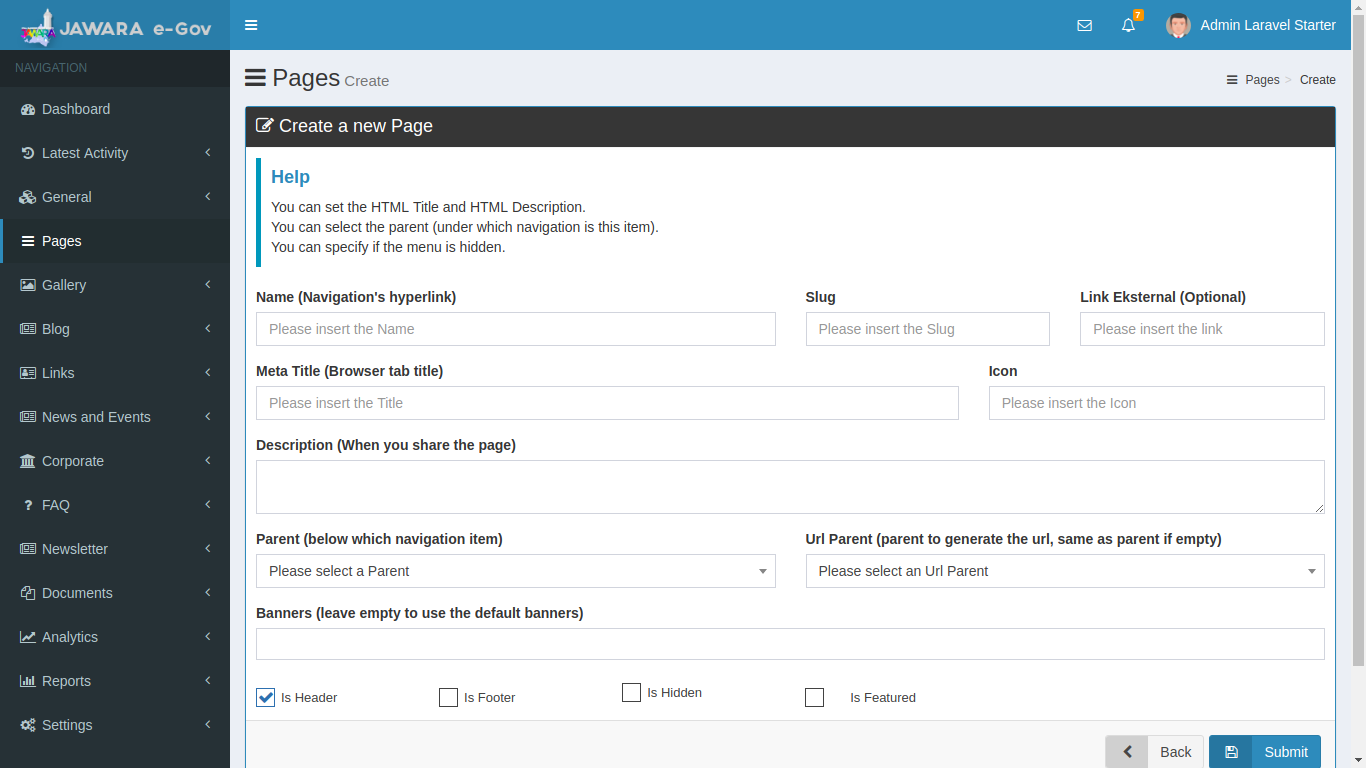 JAWARA e-Gov
7
Admin Laravel Starter
NAVIGATION
Dashboard
Latest Activity
General
Pages
Gallery
Blog
Links
News and Events
Corporate
FAQ
Newsletter
Documents
Analytics
Reports
Settings
Pages Create
Pages > Create
Create a new Page
Help
You can set the HTML Title and HTML Description.
You can select the parent (under which navigation is this item).
You can specify if the menu is hidden.
Name (Navigation's hyperlink)
Please insert the Name
Slug
Please insert the Slug
Link Eksternal (Optional)
Please insert the link
Meta Title (Browser tab title)
Please insert the Title
Icon
Please insert the Icon
Description (When you share the page)
Parent (below which navigation item)
Please select a Parent
Url Parent (parent to generate the url, same as parent if empty)
Please select an Url Parent
Banners (leave empty to use the default banners)
Is Header
Is Footer
Is Hidden
Is Featured
Back
Submit